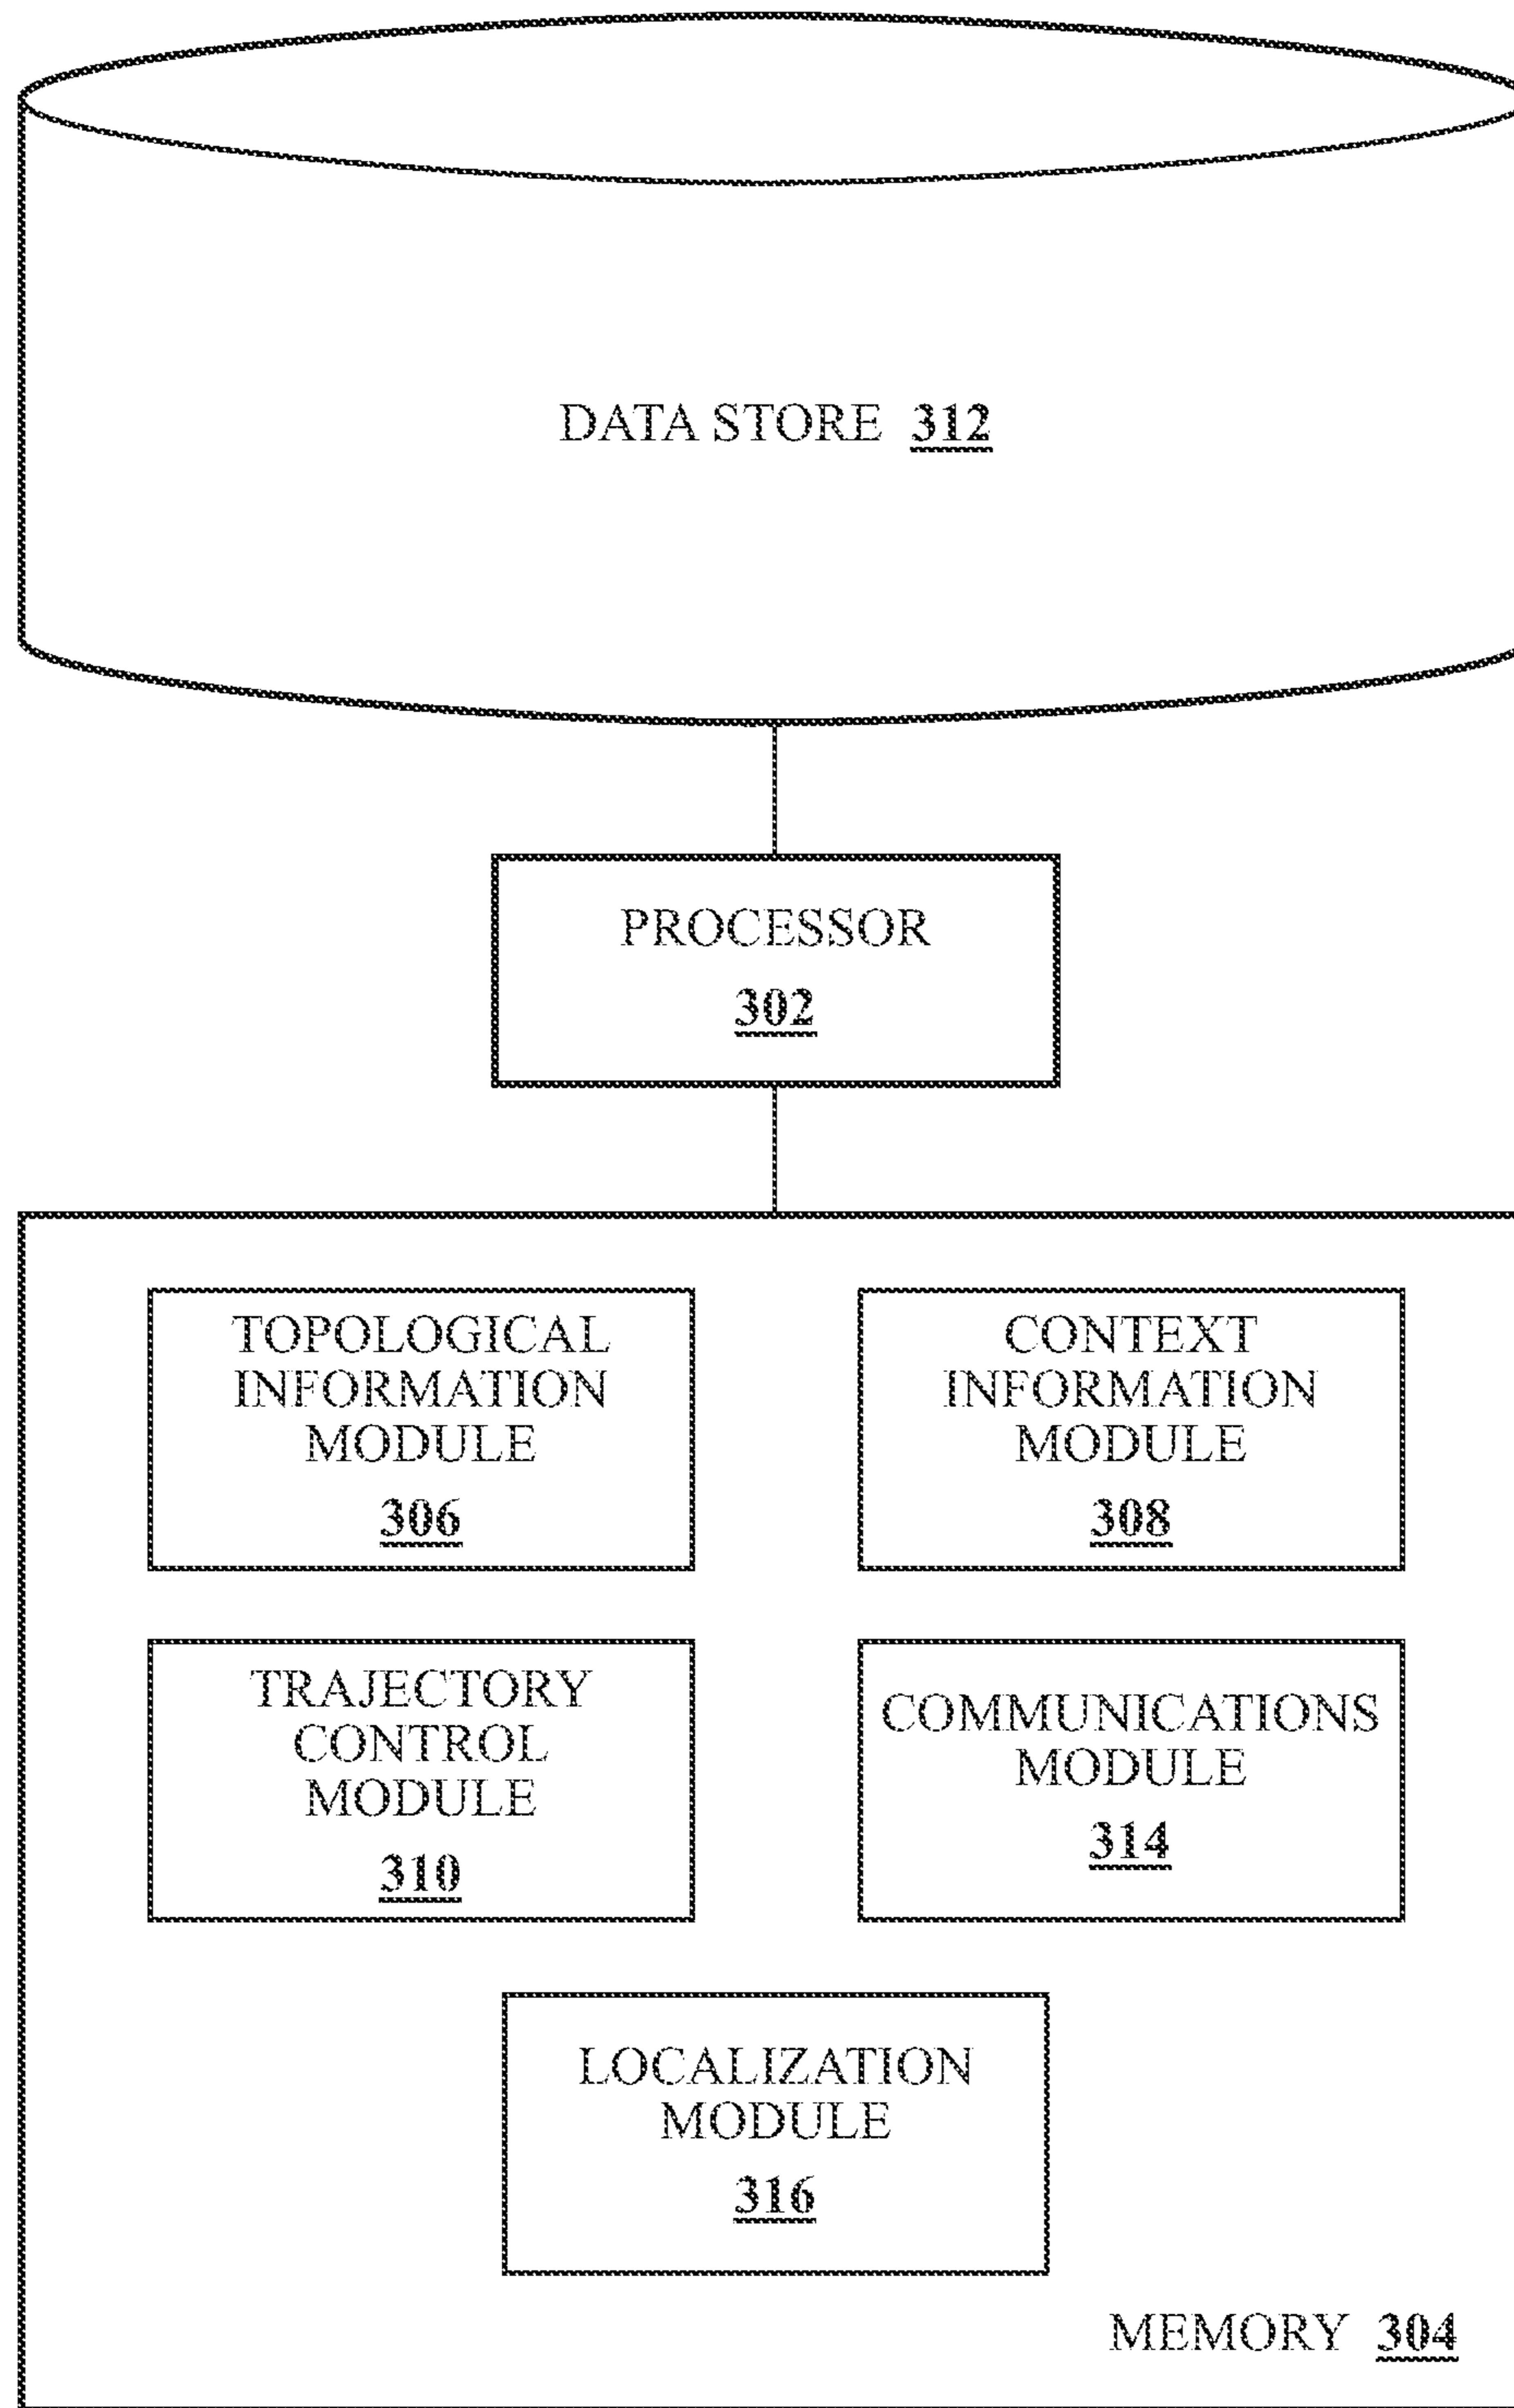 DATA STORE 312
PROCESSOR
302
TOPOLOGICAL
INFORMATION
MODULE
306
CONTEXT
INFORMATION
MODULE
308
TRAJECTORY
CONTROL
MODULE
310
COMMUNICATIONS
MODULE
314
LOCALIZATION
MODULE
316
MEMORY 304